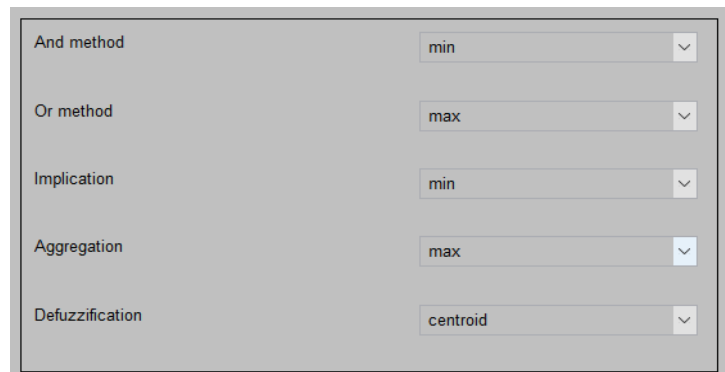 And method min
Or method max
Implication min
Aggregation max
Defuzzification centroid